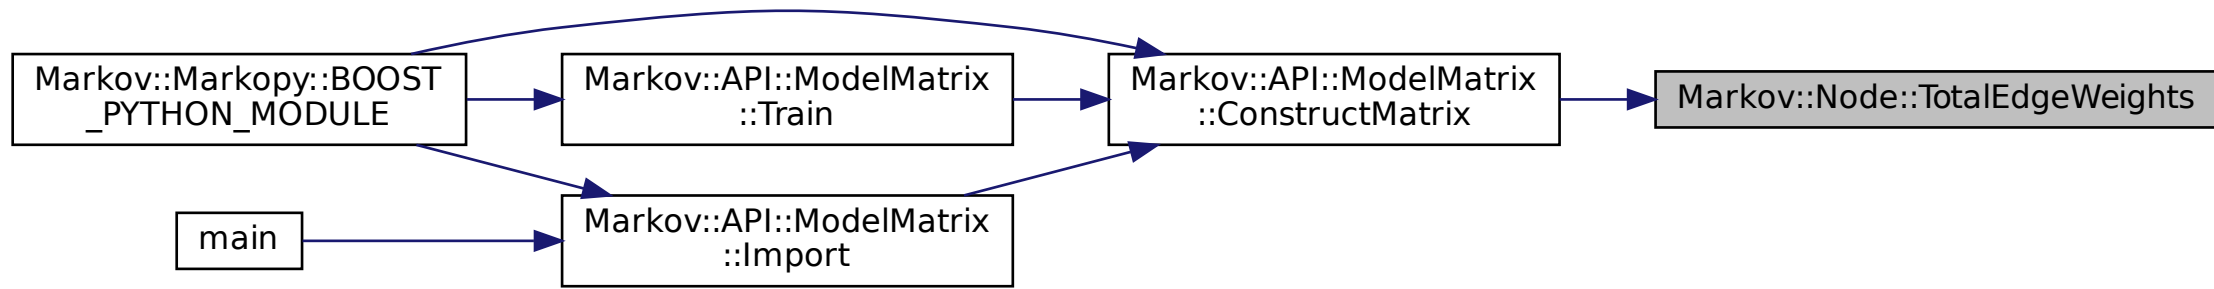 Markov::Markopy::BOOST
_PYTHON_MODULE
Markov::API::ModelMatrix
::Train
Markov::API::ModelMatrix
::ConstructMatrix
Markov::Node::TotalEdgeWeights
main
Markov::API::ModelMatrix
::Import